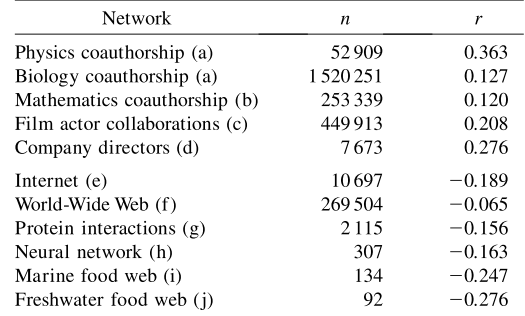 Network n r
Physics coauthorship (a) 52 909 0.363
Biology coauthorship (a) 1 520 251 0.127
Mathematics coauthorship (b) 253 339 0.120
Film actor collaborations (c) 449 913 0.208
Company directors (d) 7 673 0.276
Internet (e) 10 697 −0.189
World-Wide Web (f) 269 504 −0.065
Protein interactions (g) 2 115 −0.156
Neural network (h) 307 −0.163
Marine food web (i) 134 −0.247
Freshwater food web (j) 92 −0.276